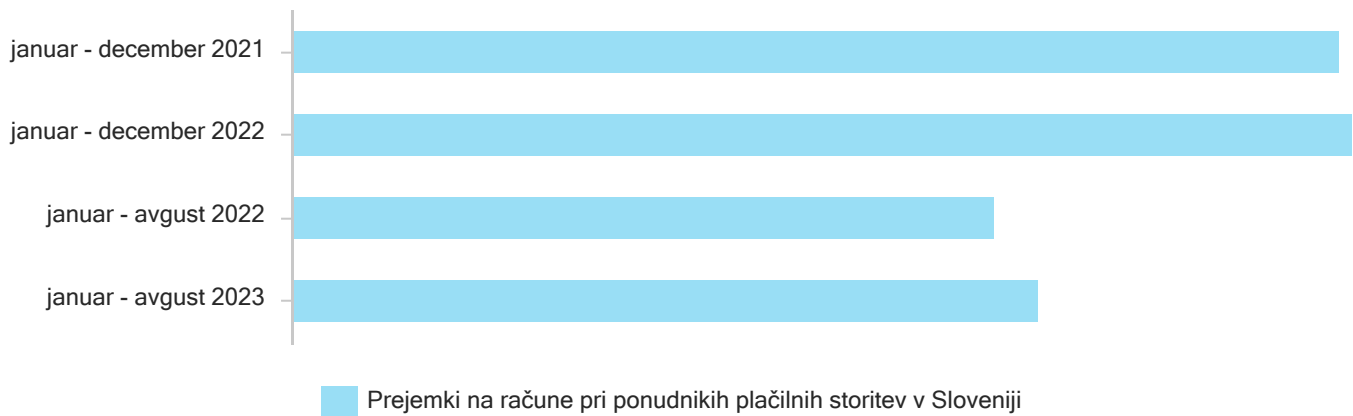 januar - december 2021
januar - december 2022
januar - avgust 2022
januar - avgust 2023
Prejemki na račune pri ponudnikih plačilnih storitev v Sloveniji